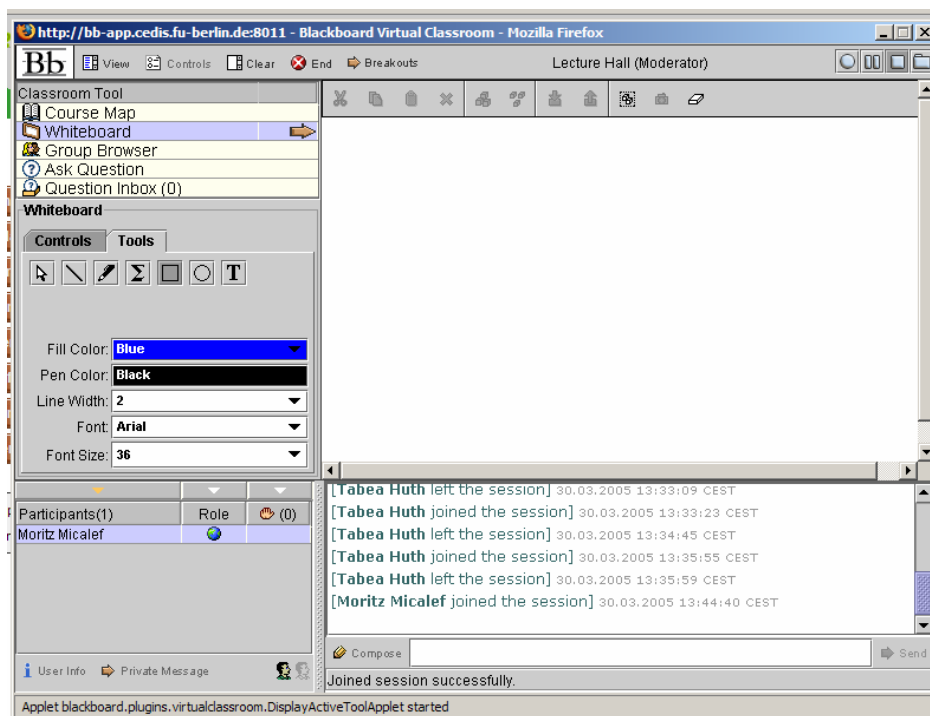 http://bb-app.cedis.fu-berlin.de:8011 - Blackboard Virtual Classroom - Mozilla Firefox
Bb View Controls Clear End Breakouts Lecture Hall (Moderator)
Classroom Tool
Course Map
Whiteboard
Group Browser
? Ask Question
Question Inbox (0)
Whiteboard
Controls Tools
Σ T
Fill Color: Blue
Pen Color: Black
Line Width: 2
Font: Arial
Font Size: 36
Participants(1) Role (0)
Moritz Micalef
i User Info Private Message
[Tabea Huth left the session] 30.03.2005 13:33:09 CEST
[Tabea Huth joined the session] 30.03.2005 13:33:23 CEST
[Tabea Huth left the session] 30.03.2005 13:34:45 CEST
[Tabea Huth joined the session] 30.03.2005 13:35:55 CEST
[Tabea Huth left the session] 30.03.2005 13:35:59 CEST
[Moritz Micalef joined the session] 30.03.2005 13:44:40 CEST
Compose Send
Joined session successfully.
Applet blackboard.plugins.virtualclassroom.DisplayActiveToolApplet started